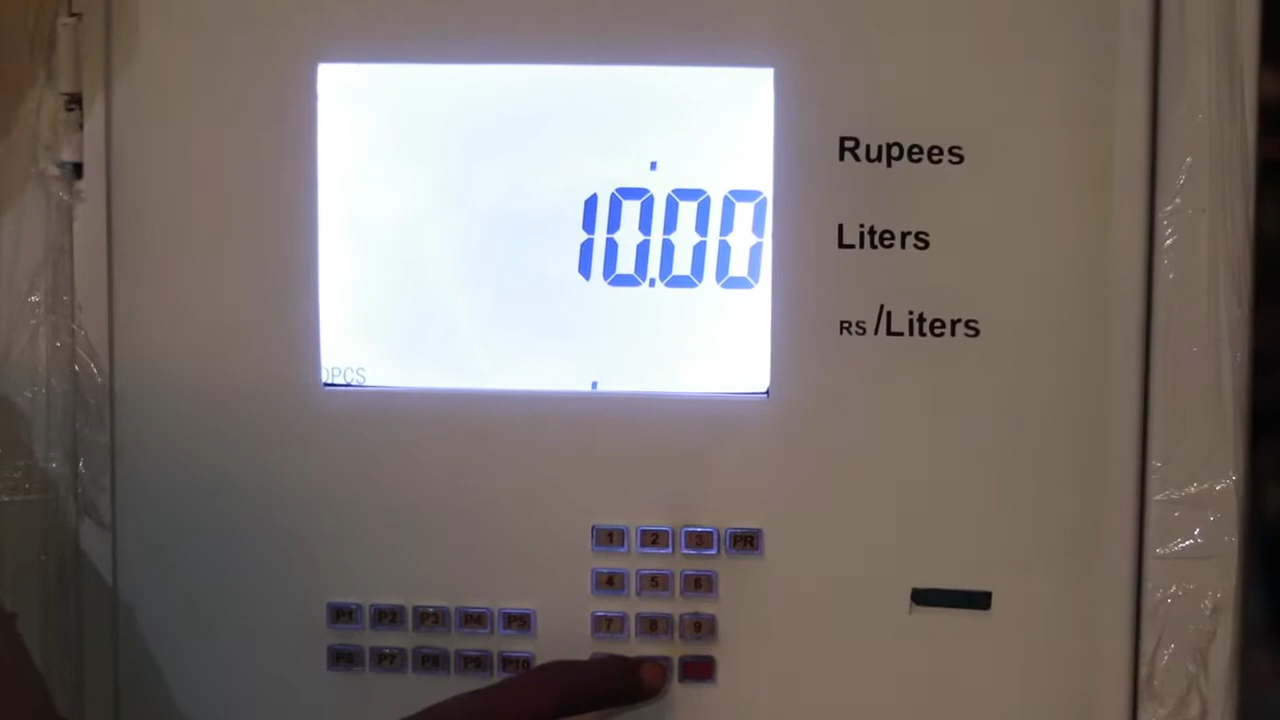 Rupees
10.00
Liters
RS/Liters
OPCS
1 2 3 PR
4 5 6
7 8 9
P1 P2 P3 P4 P5
P6 P7 P8 P9 P10